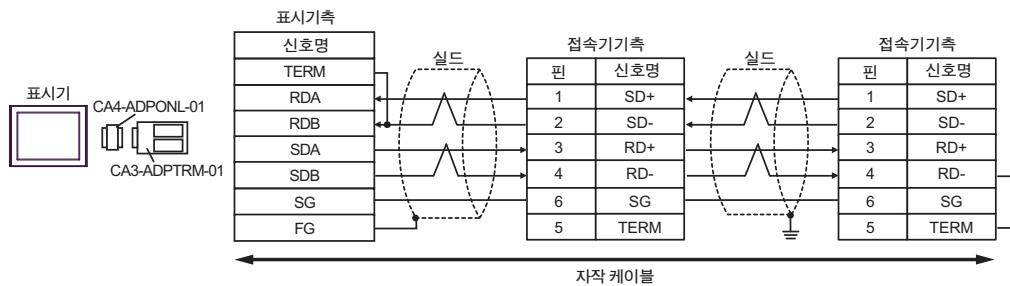 표시기
CA4-ADPONL-01
CA3-ADPTRM-01
표시기측
신호명
TERM
RDA
RDB
SDA
SDB
SG
FG
실드
접속기기측
핀 신호명
1 SD+
2 SD-
3 RD+
4 RD-
6 SG
5 TERM
실드
접속기기측
핀 신호명
1 SD+
2 SD-
3 RD+
4 RD-
6 SG
5 TERM
자작 케이블